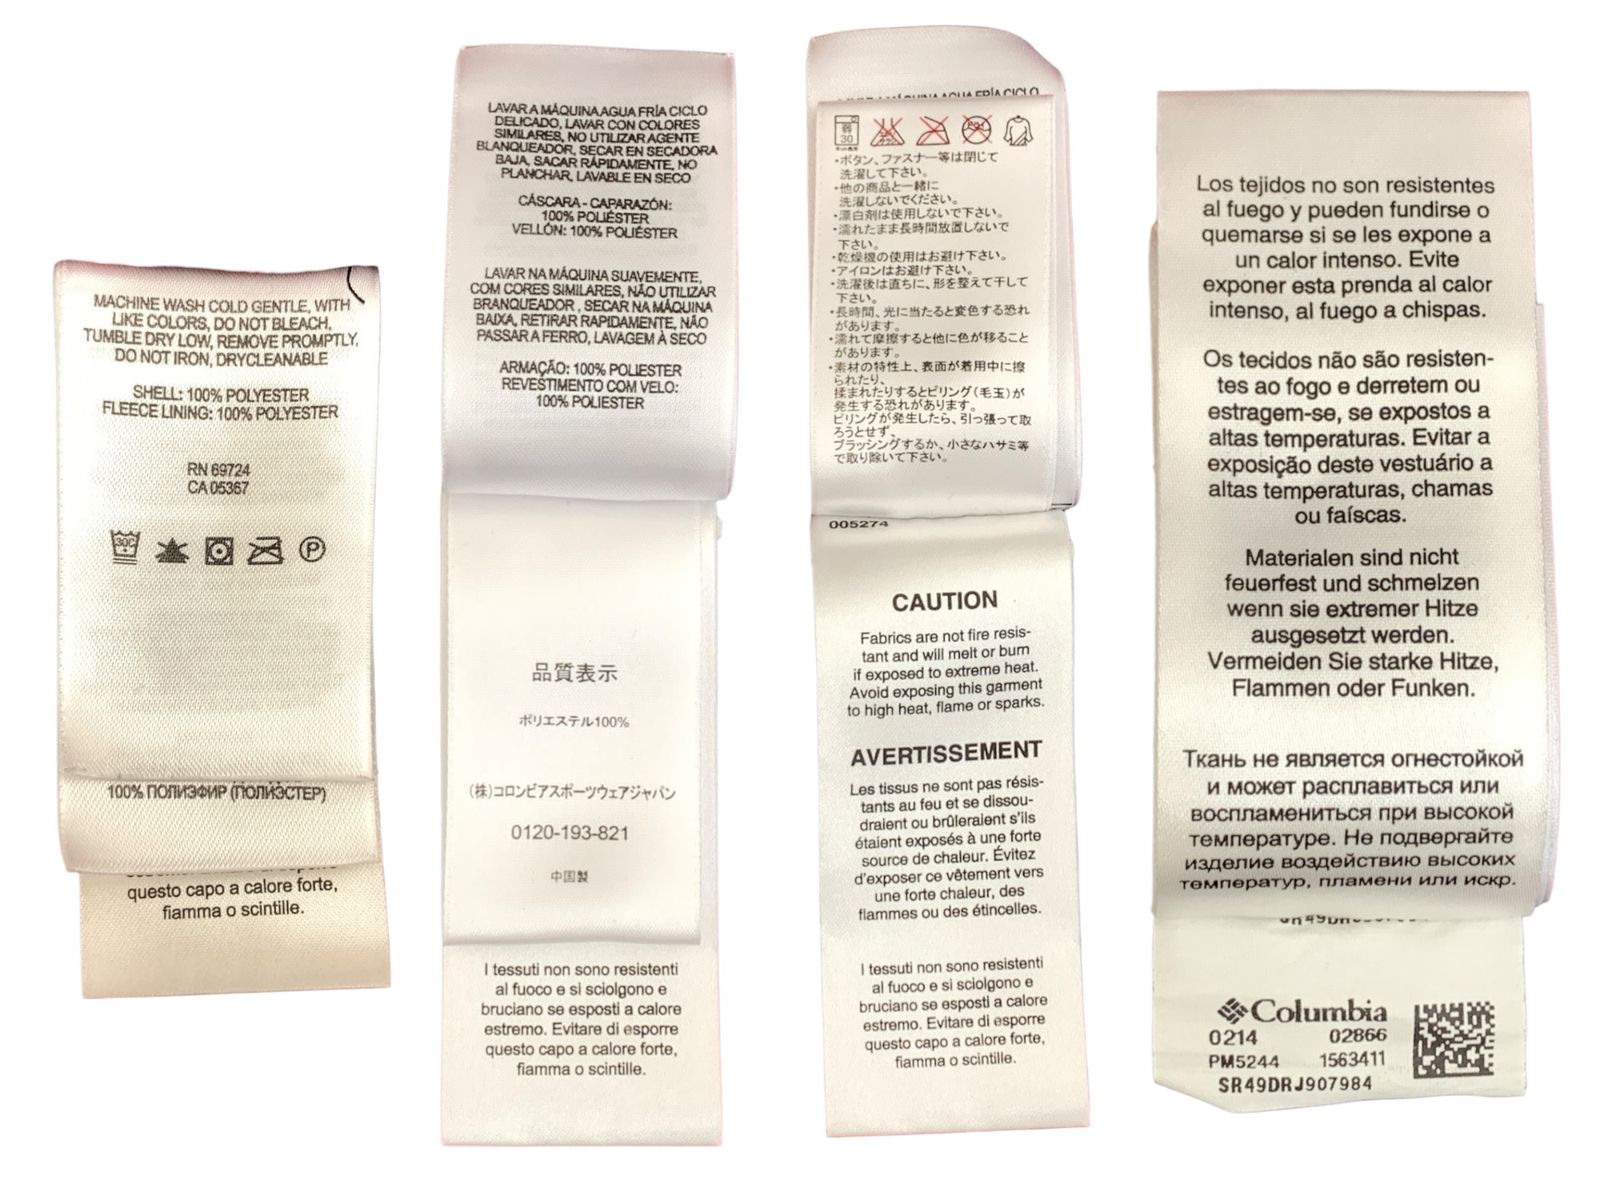 MACHINE WASH COLD GENTLE, WITH
LIKE COLORS, DO NOT BLEACH,
TUMBLE DRY LOW, REMOVE PROMPTLY,
DO NOT IRON, DRYCLEANABLE
SHELL: 100% POLYESTER
FLEECE LINING: 100% POLYESTER
RN 69724
CA 05367
30C
P
100% ПОЛИЭФИР (ПОЛИЭСТЕР)
questo capo a calore forte,
fiamma o scintille.
LAVAR A MÁQUINA AGUA FRÍA CICLO
DELICADO, LAVAR CON COLORES
SIMILARES, NO UTILIZAR AGENTE
BLANQUEADOR, SECAR EN SECADORA
BAJA, SACAR RÁPIDAMENTE, NO
PLANCHAR, LAVABLE EN SECO
CÁSCARA - CAPARAZÓN:
100% POLIÉSTER
VELLÓN: 100% POLIÉSTER
LAVAR NA MÁQUINA SUAVEMENTE,
COM CORES SIMILARES, NÃO UTILIZAR
BRANQUEADOR , SECAR NA MÁQUINA
BAIXA, RETIRAR RAPIDAMENTE, NÃO
PASSAR A FERRO, LAVAGEM À SECO
ARMAÇÃO: 100% POLIESTER
REVESTIMENTO COM VELO:
100% POLIESTER
品質表示
ポリエステル100%
(株)コロンビアスポーツウェアジャパン
0120-193-821
中国製
I tessuti non sono resistenti
al fuoco e si sciolgono e
bruciano se esposti a calore
estremo. Evitare di esporre
questo capo a calore forte,
fiamma o scintille.
LAVAR A MÁQUINA AGUA FRÍA CICLO
弱
30
・ボタン、ファスナー等は閉じて
洗濯して下さい。
・他の商品と一緒に
洗濯しないでください。
・漂白剤は使用しないで下さい。
・濡れたまま長時間放置しないで
下さい。
・乾燥機の使用はお避け下さい。
・アイロンはお避け下さい。
・洗濯後は直ちに、形を整えて干して
下さい。
・長時間、光に当たると変色する恐れ
があります。
・濡れて摩擦すると他に色が移ること
があります。
・素材の特性上、表面が着用中に擦
られたり、
揉まれたりするとピリング(毛玉)が
発生する恐れがあります。
ピリングが発生したら、引っ張って取
ろうとせず、
ブラッシングするか、小さなハサミ等
で取り除いて下さい。
005274
CAUTION
Fabrics are not fire resis-
tant and will melt or burn
if exposed to extreme heat.
Avoid exposing this garment
to high heat, flame or sparks.
AVERTISSEMENT
Les tissus ne sont pas résis-
tants au feu et se dissou-
draient ou brûleraient s'ils
étaient exposés à une forte
source de chaleur. Évitez
d'exposer ce vêtement vers
une forte chaleur, des
flammes ou des étincelles.
I tessuti non sono resistenti
al fuoco e si sciolgono e
bruciano se esposti a calore
estremo. Evitare di esporre
questo capo a calore forte,
fiamma o scintille.
Los tejidos no son resistentes
al fuego y pueden fundirse o
quemarse si se les expone a
un calor intenso. Evite
exponer esta prenda al calor
intenso, al fuego a chispas.
Os tecidos não são resisten-
tes ao fogo e derretem ou
estragem-se, se expostos a
altas temperaturas. Evitar a
exposição deste vestuário a
altas temperaturas, chamas
ou faíscas.
Materialen sind nicht
feuerfest und schmelzen
wenn sie extremer Hitze
ausgesetzt werden.
Vermeiden Sie starke Hitze,
Flammen oder Funken.
Ткань не является огнестойкой
и может расплавиться или
воспламениться при высокой
температуре. Не подвергайте
изделие воздействию высоких
температур, пламени или искр.
Columbia
0214 02866
PM5244 1563411
SR49DRJ907984